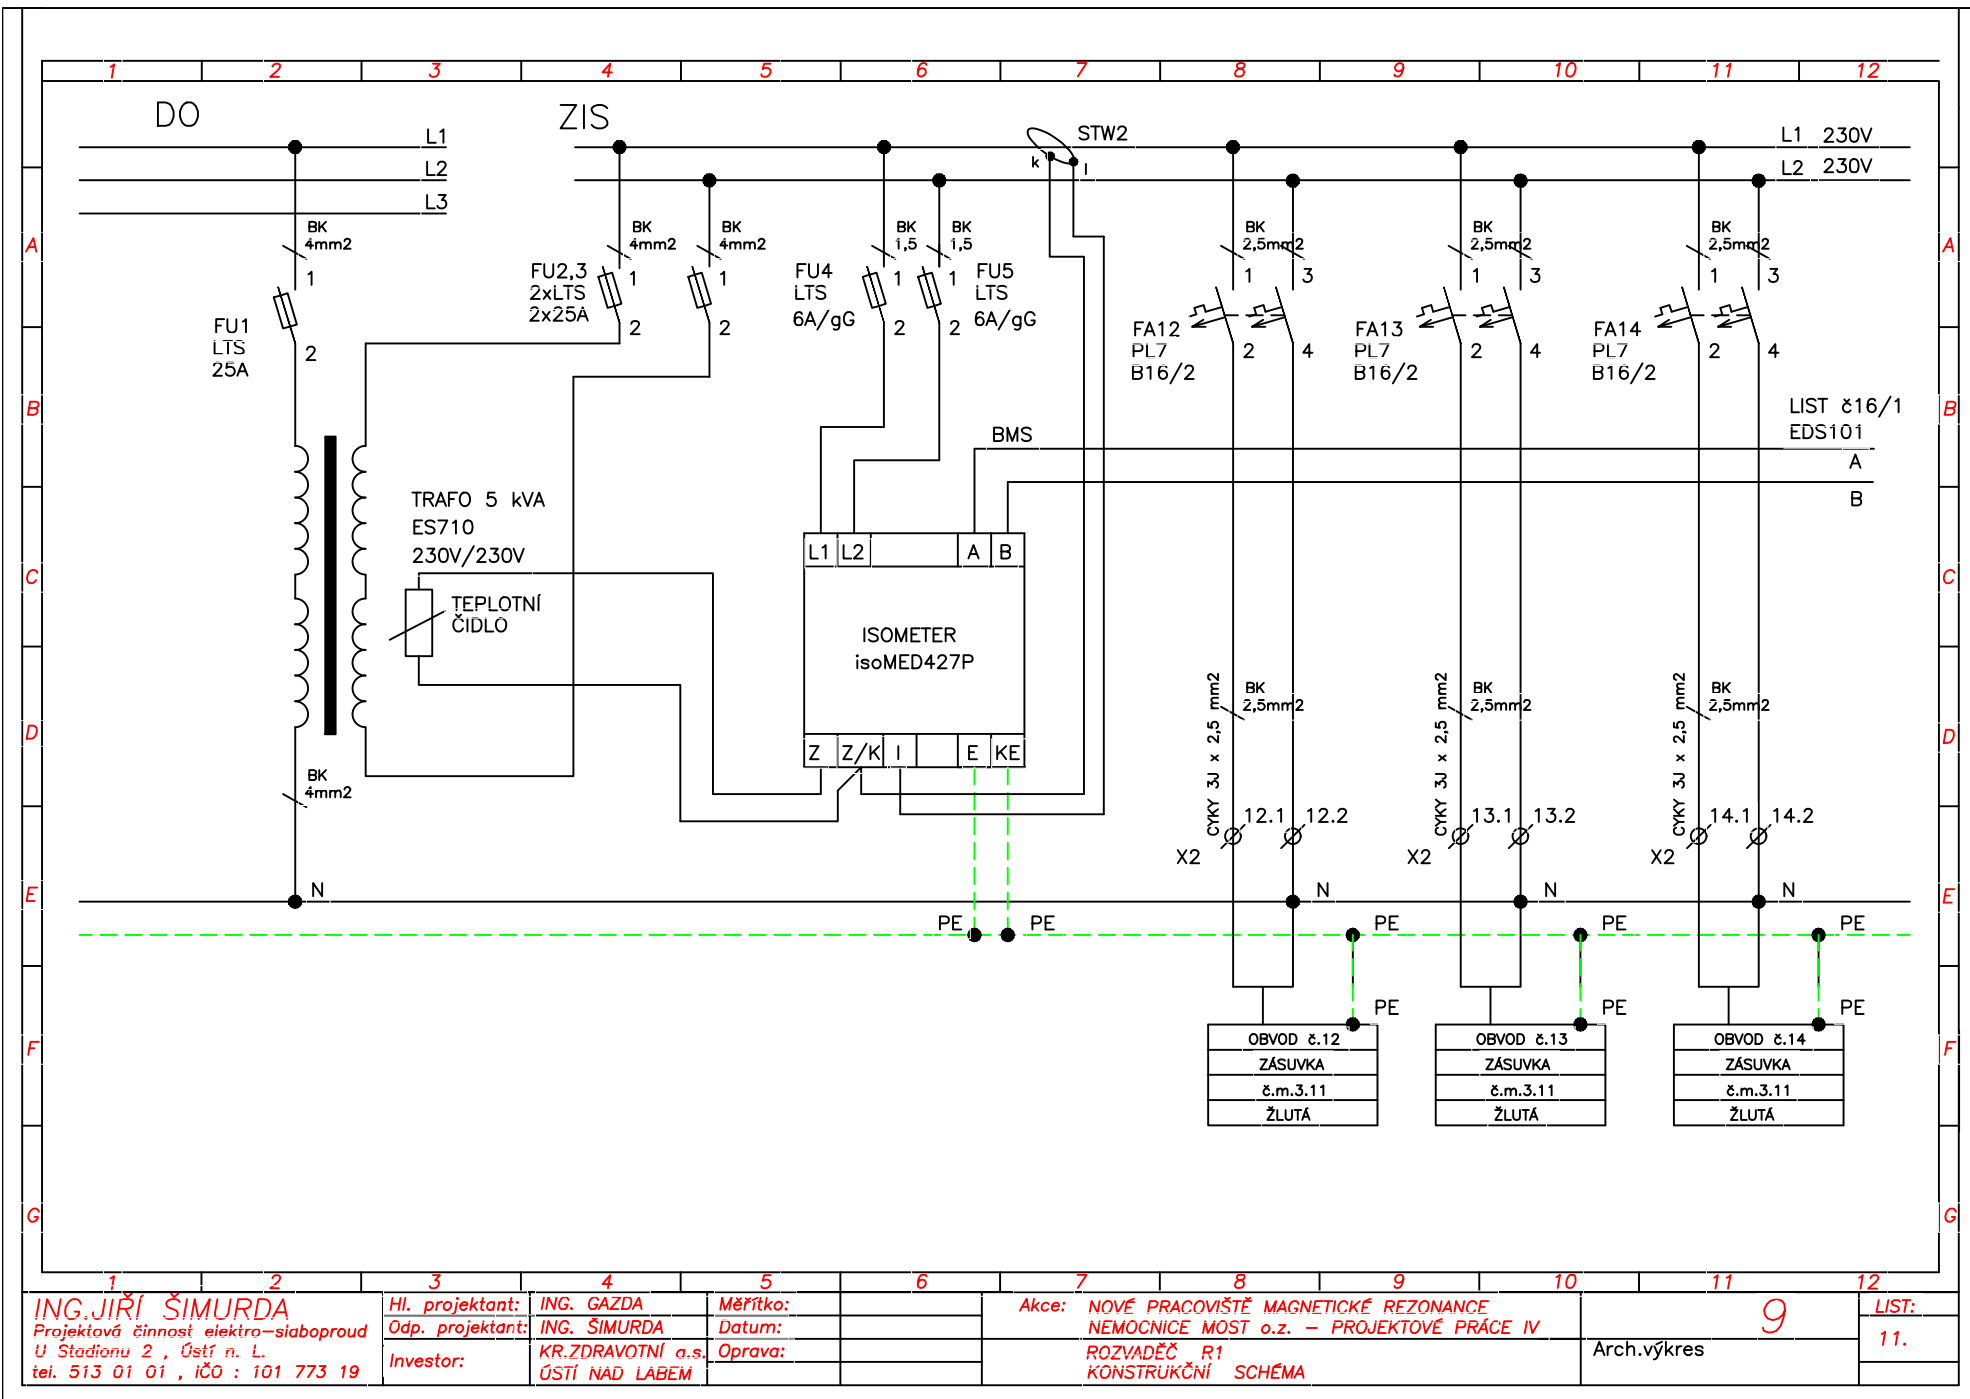 1 2 3 4 5 6 7 8 9 10 11 12
DO
ZIS
L1
L2
L3
STW2
k
l
L1 230V
L2 230V
BK
4mm2
1
FU1
LTS
25A
2
BK
4mm2
BK
4mm2
FU2,3
2xLTS
2x25A
1
2
1
2
BK
1,5
BK
1,5
FU4
LTS
6A/gG
1
2
1
2
FU5
LTS
6A/gG
BK
2,5mm2
1
3
FA12
PL7
B16/2
2
4
BK
2,5mm2
1
3
FA13
PL7
B16/2
2
4
BK
2,5mm2
1
3
FA14
PL7
B16/2
2
4
LIST č16/1
EDS101
BMS
A
B
TRAFO 5 kVA
ES710
230V/230V
TEPLOTNÍ
ČIDLO
L1 L2 A B
ISOMETER
isoMED427P
Z Z/K I E KE
BK
4mm2
CYKY 3J x 2,5 mm2
BK
2,5mm2
CYKY 3J x 2,5 mm2
BK
2,5mm2
CYKY 3J x 2,5 mm2
BK
2,5mm2
X2
12.1
12.2
X2
13.1
13.2
X2
14.1
14.2
N
N
N
N
PE
PE
PE
PE
PE
PE
PE
PE
OBVOD č.12
ZÁSUVKA
č.m.3.11
ŽLUTÁ
OBVOD č.13
ZÁSUVKA
č.m.3.11
ŽLUTÁ
OBVOD č.14
ZÁSUVKA
č.m.3.11
ŽLUTÁ
A
B
C
D
E
F
G
A
B
C
D
E
F
G
1 2 3 4 5 6 7 8 9 10 11 12
ING.JIŘÍ ŠIMURDA
Projektová činnost elektro-slaboproud
U Stadionu 2 , Ústí n. L.
tel. 513 01 01 , IČO : 101 773 19
Hl. projektant: ING. GAZDA
Odp. projektant: ING. ŠIMURDA
Investor: KR.ZDRAVOTNÍ a.s.
ÚSTÍ NAD LABEM
Měřítko:
Datum:
Oprava:
Akce: NOVÉ PRACOVIŠTĚ MAGNETICKÉ REZONANCE
NEMOCNICE MOST o.z. - PROJEKTOVÉ PRÁCE IV
ROZVADĚČ R1
KONSTRUKČNÍ SCHÉMA
9
Arch.výkres
LIST:
11.